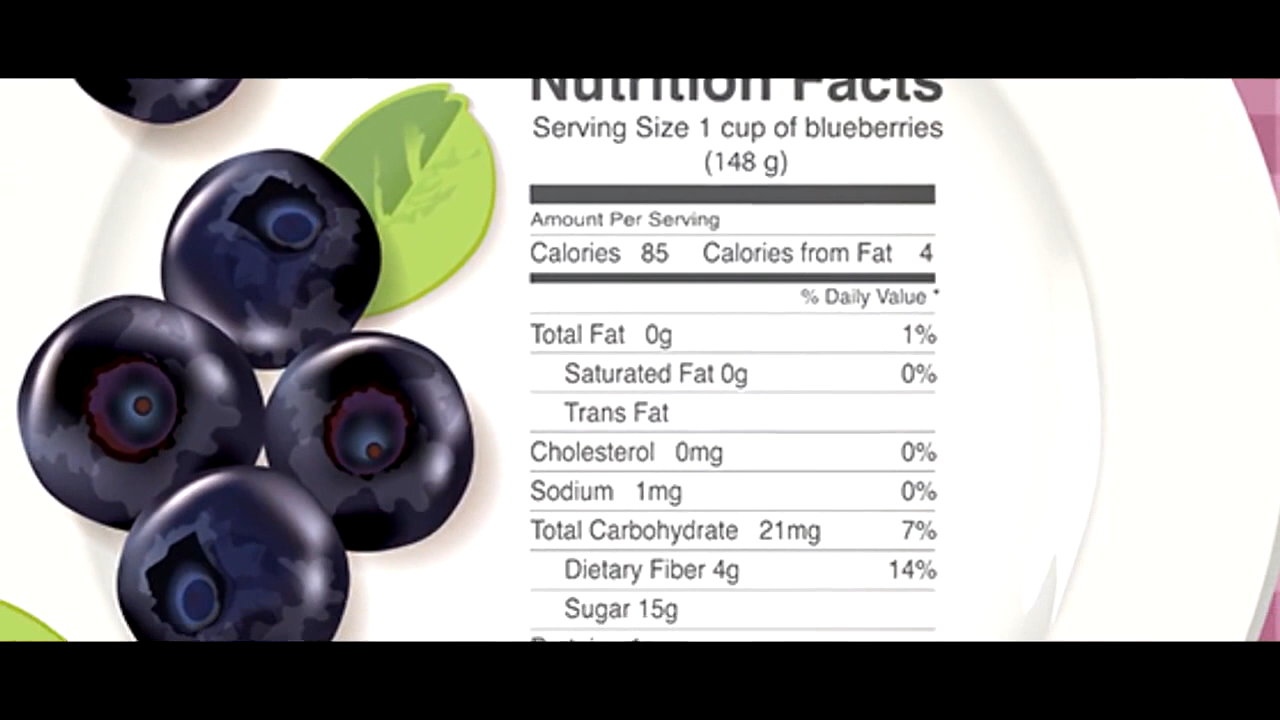 Nutrition Facts
Serving Size 1 cup of blueberries
(148 g)
Amount Per Serving
Calories 85 Calories from Fat 4
% Daily Value *
Total Fat 0g 1%
Saturated Fat 0g 0%
Trans Fat
Cholesterol 0mg 0%
Sodium 1mg 0%
Total Carbohydrate 21mg 7%
Dietary Fiber 4g 14%
Sugar 15g